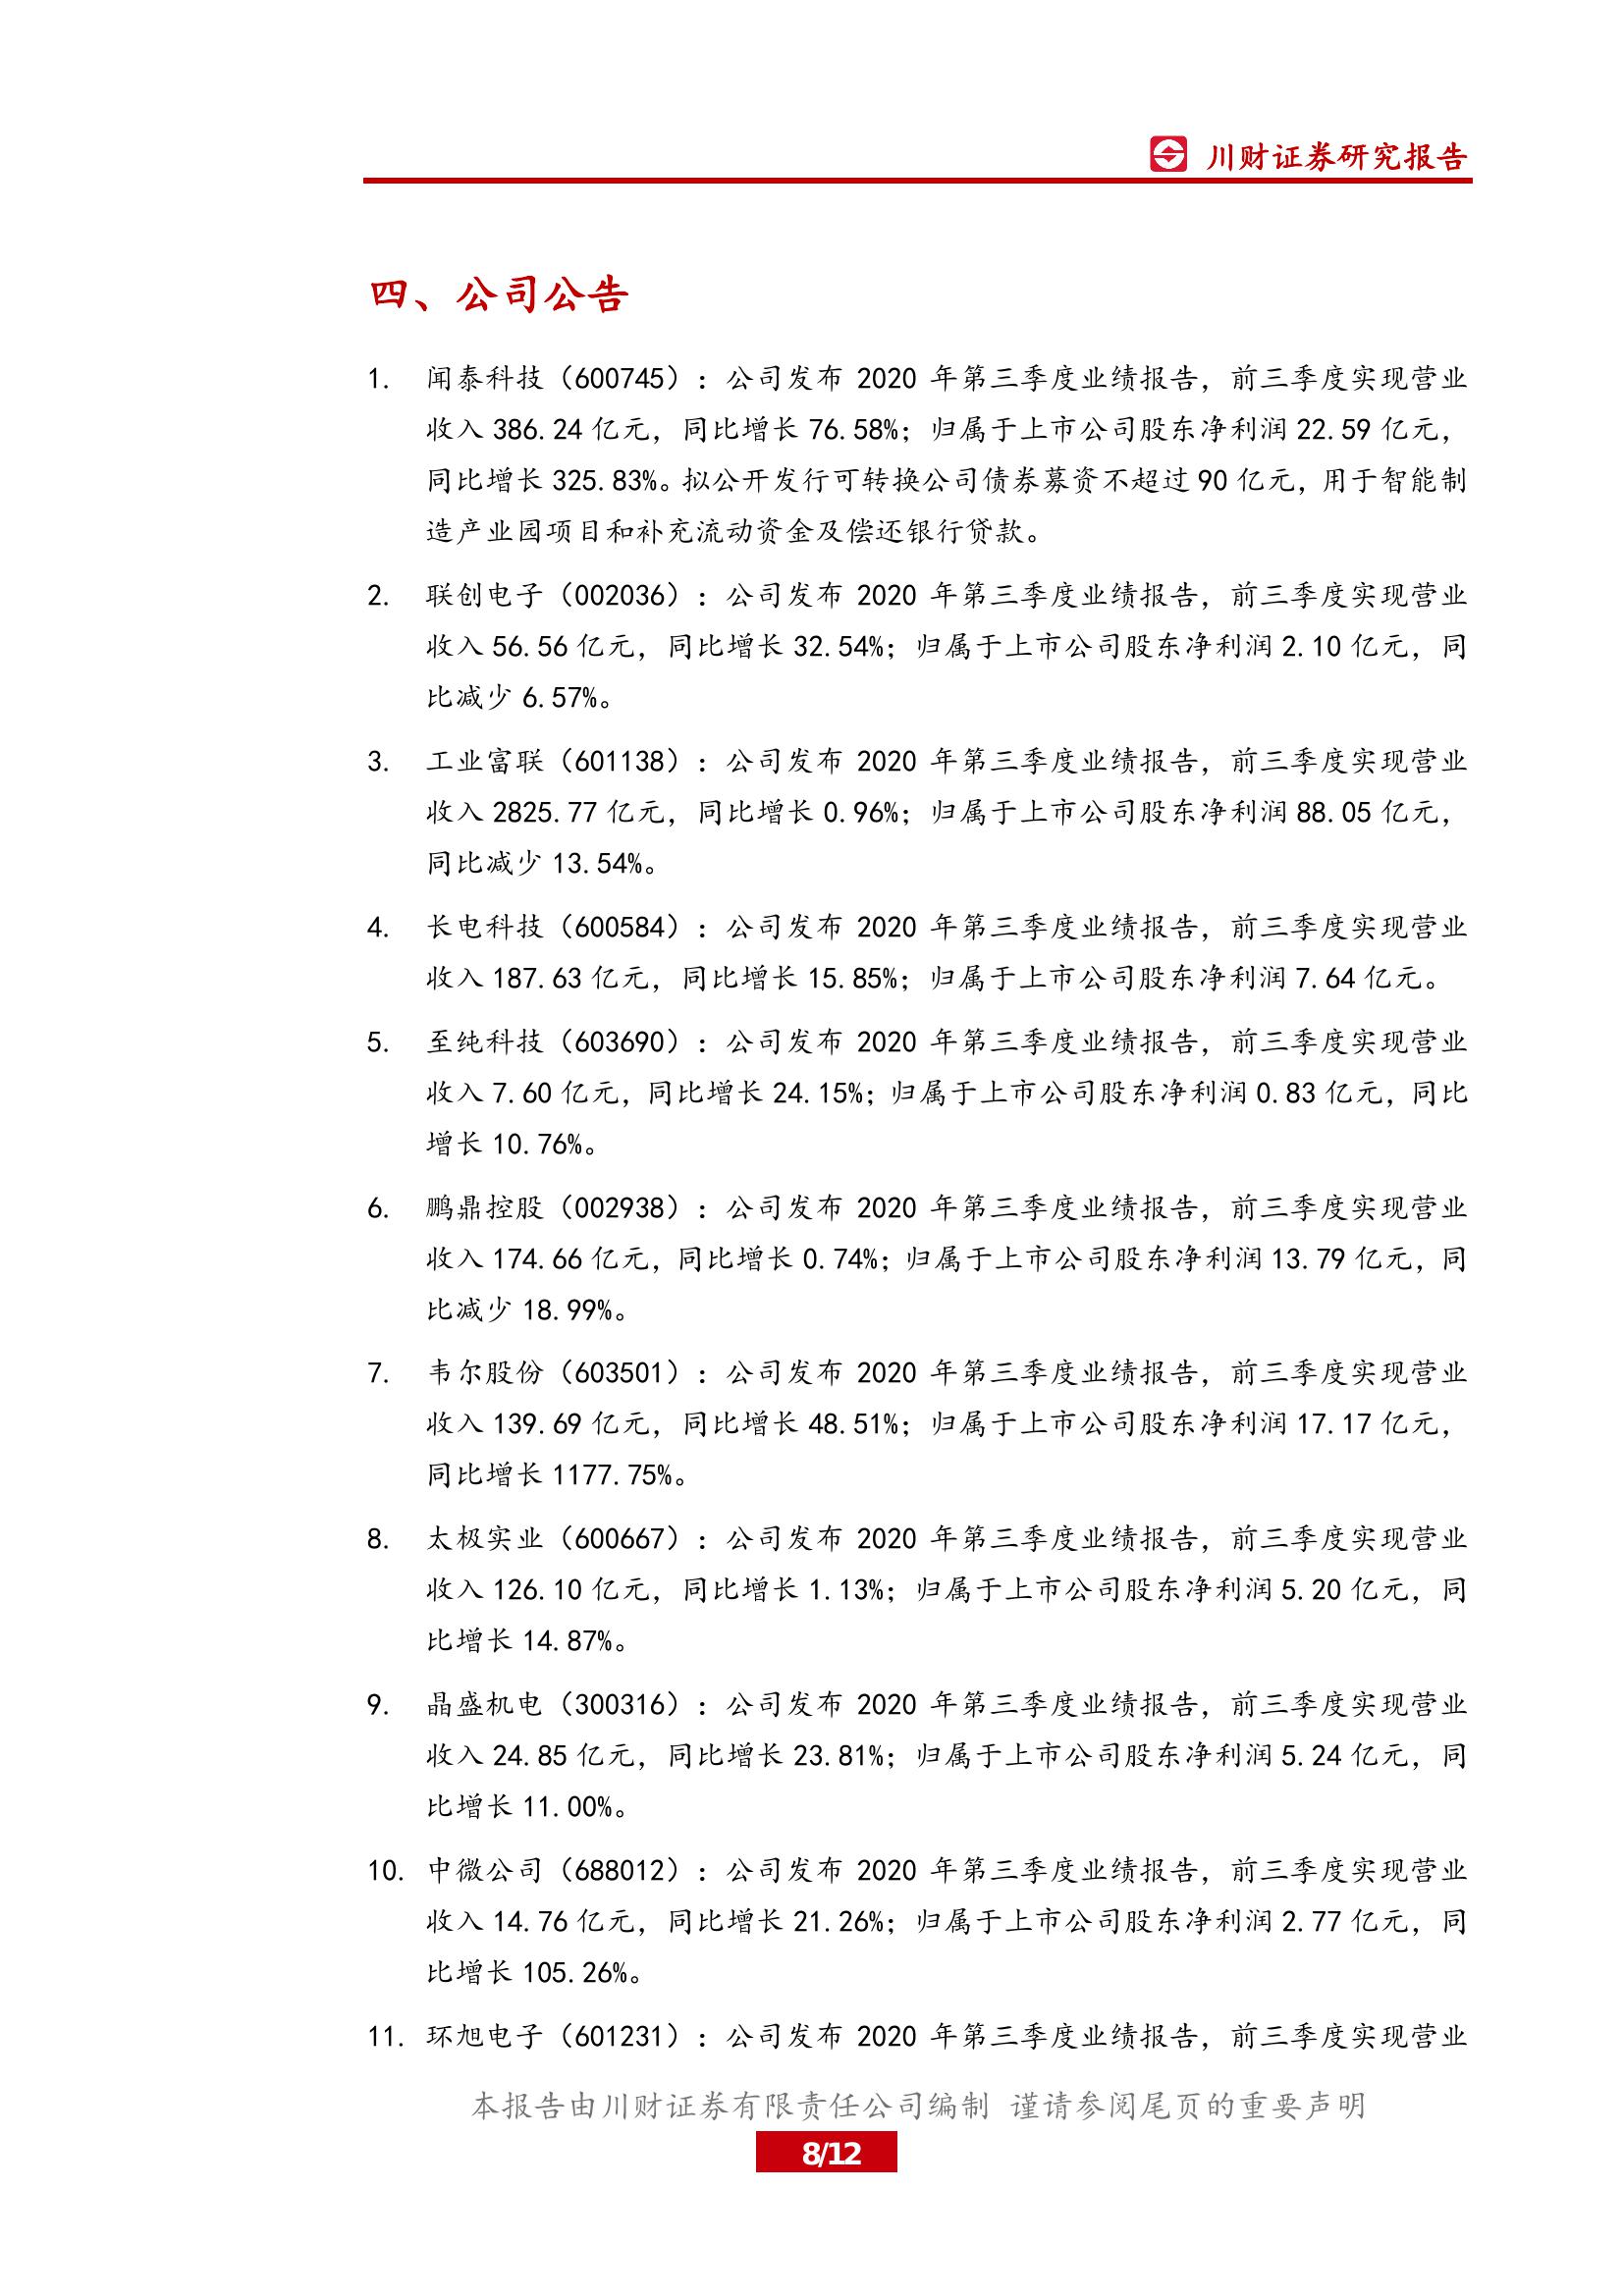 川财证券研究报告
四、公司公告
1. 闻泰科技（600745）：公司发布 2020 年第三季度业绩报告，前三季度实现营业
收入 386.24 亿元，同比增长 76.58%；归属于上市公司股东净利润 22.59 亿元，
同比增长 325.83%。拟公开发行可转换公司债券募资不超过 90 亿元，用于智能制
造产业园项目和补充流动资金及偿还银行贷款。
2. 联创电子（002036）：公司发布 2020 年第三季度业绩报告，前三季度实现营业
收入 56.56 亿元，同比增长 32.54%；归属于上市公司股东净利润 2.10 亿元，同
比减少 6.57%。
3. 工业富联（601138）：公司发布 2020 年第三季度业绩报告，前三季度实现营业
收入 2825.77 亿元，同比增长 0.96%；归属于上市公司股东净利润 88.05 亿元，
同比减少 13.54%。
4. 长电科技（600584）：公司发布 2020 年第三季度业绩报告，前三季度实现营业
收入 187.63 亿元，同比增长 15.85%；归属于上市公司股东净利润 7.64 亿元。
5. 至纯科技（603690）：公司发布 2020 年第三季度业绩报告，前三季度实现营业
收入 7.60 亿元，同比增长 24.15%；归属于上市公司股东净利润 0.83 亿元，同比
增长 10.76%。
6. 鹏鼎控股（002938）：公司发布 2020 年第三季度业绩报告，前三季度实现营业
收入 174.66 亿元，同比增长 0.74%；归属于上市公司股东净利润 13.79 亿元，同
比减少 18.99%。
7. 韦尔股份（603501）：公司发布 2020 年第三季度业绩报告，前三季度实现营业
收入 139.69 亿元，同比增长 48.51%；归属于上市公司股东净利润 17.17 亿元，
同比增长 1177.75%。
8. 太极实业（600667）：公司发布 2020 年第三季度业绩报告，前三季度实现营业
收入 126.10 亿元，同比增长 1.13%；归属于上市公司股东净利润 5.20 亿元，同
比增长 14.87%。
9. 晶盛机电（300316）：公司发布 2020 年第三季度业绩报告，前三季度实现营业
收入 24.85 亿元，同比增长 23.81%；归属于上市公司股东净利润 5.24 亿元，同
比增长 11.00%。
10. 中微公司（688012）：公司发布 2020 年第三季度业绩报告，前三季度实现营业
收入 14.76 亿元，同比增长 21.26%；归属于上市公司股东净利润 2.77 亿元，同
比增长 105.26%。
11. 环旭电子（601231）：公司发布 2020 年第三季度业绩报告，前三季度实现营业
本报告由川财证券有限责任公司编制 谨请参阅尾页的重要声明
8/12